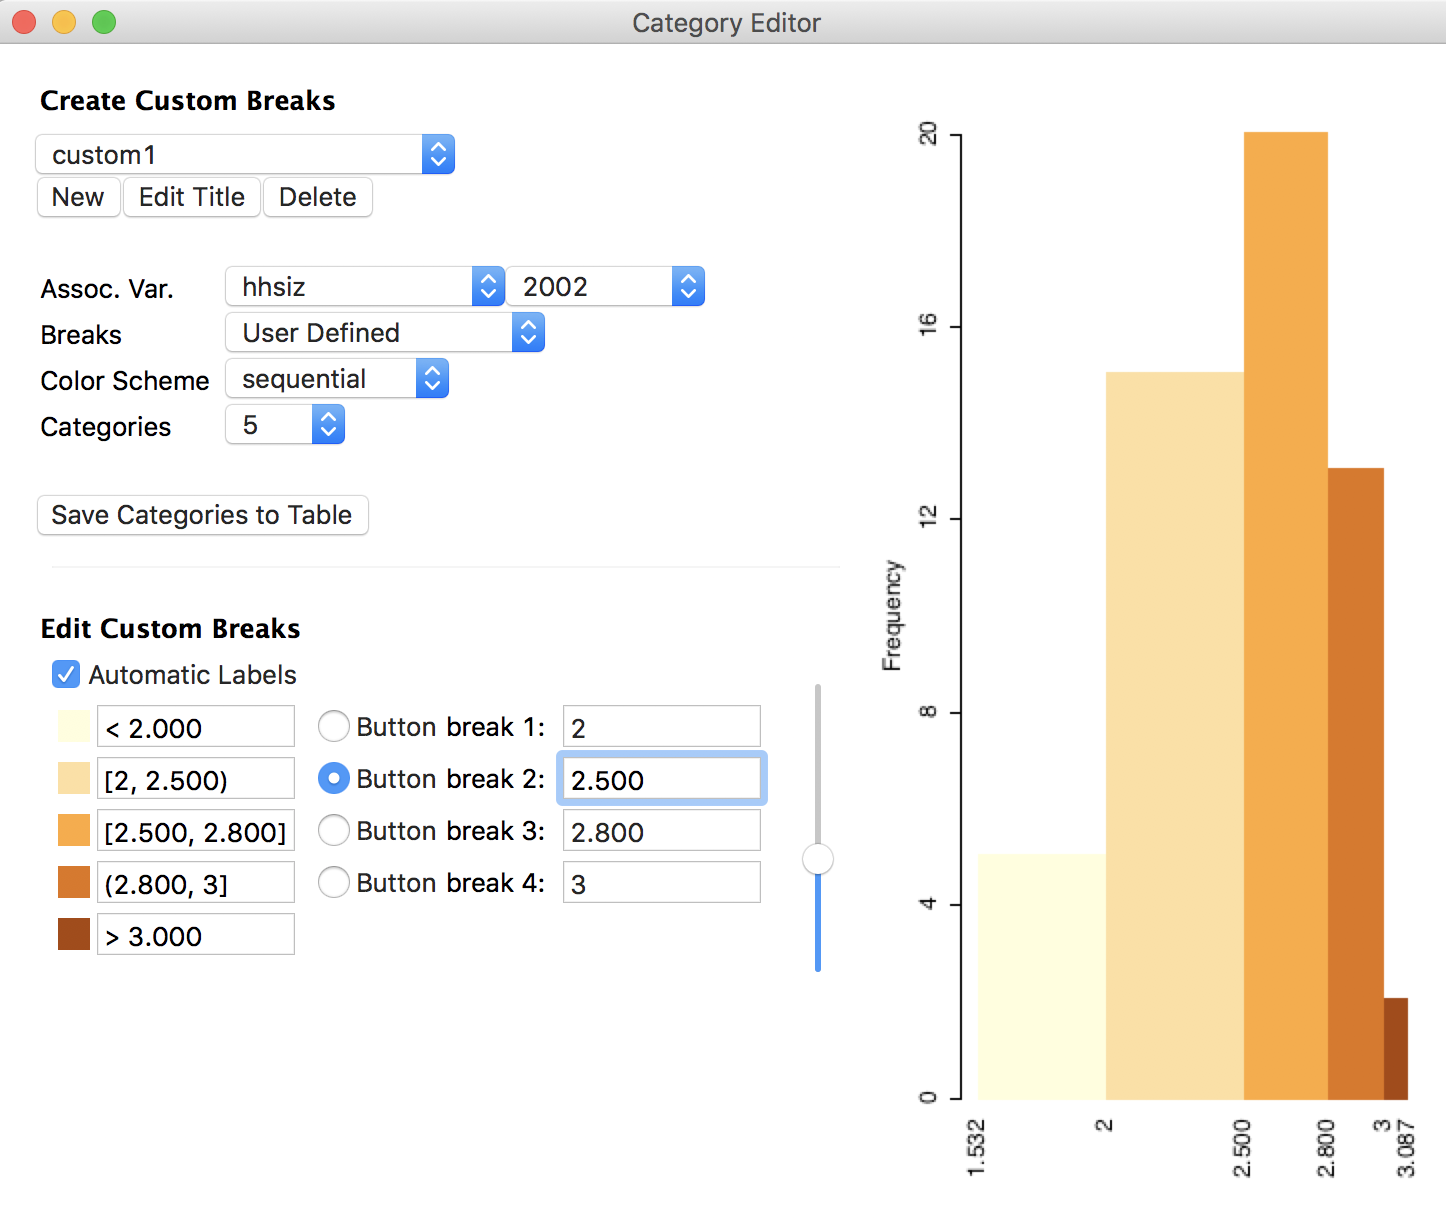 Category Editor
Create Custom Breaks
custom1
New Edit Title Delete
Assoc. Var. hhsiz 2002
Breaks User Defined
Color Scheme sequential
Categories 5
Save Categories to Table
Edit Custom Breaks
Automatic Labels
< 2.000 Button break 1: 2
[2, 2.500) Button break 2: 2.500
[2.500, 2.800] Button break 3: 2.800
(2.800, 3] Button break 4: 3
> 3.000
Frequency
20
16
12
8
4
0
1.532 2 2.500 2.800 3 3.087